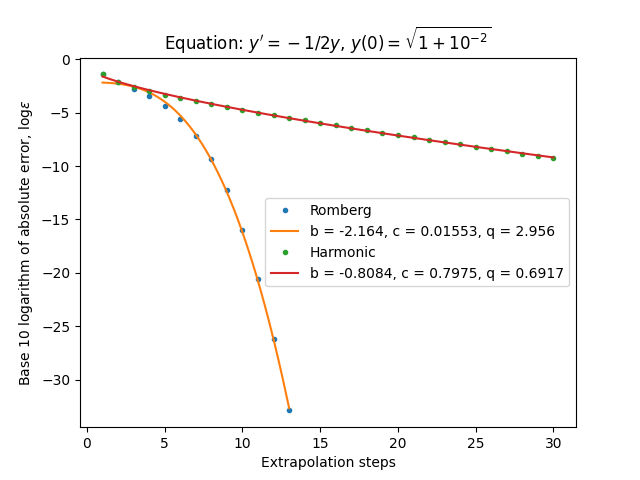 Equation: y′ = −1/2y, y(0) = √(1 + 10⁻²)
Base 10 logarithm of absolute error, logε
0
−5
−10
−15
−20
−25
−30
Romberg
b = -2.164, c = 0.01553, q = 2.956
Harmonic
b = -0.8084, c = 0.7975, q = 0.6917
0 5 10 15 20 25 30
Extrapolation steps